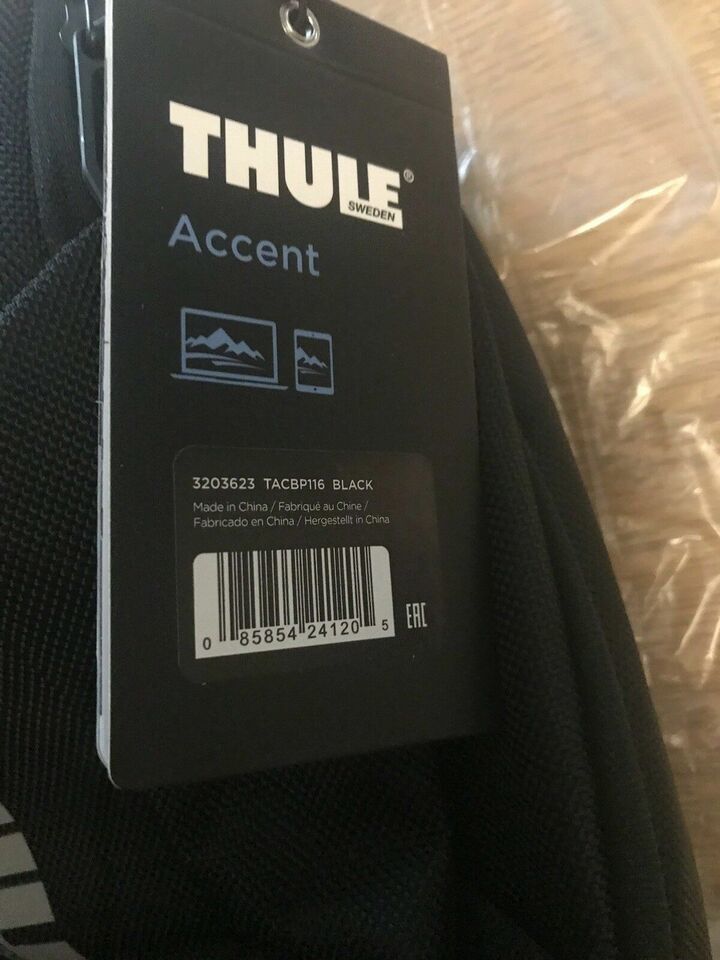 THULE®
SWEDEN
Accent
3203623 TACBP116 BLACK
Made in China / Fabriqué au Chine /
Fabricado en China / Hergestellt in China
0 85854 24120 5
EAC